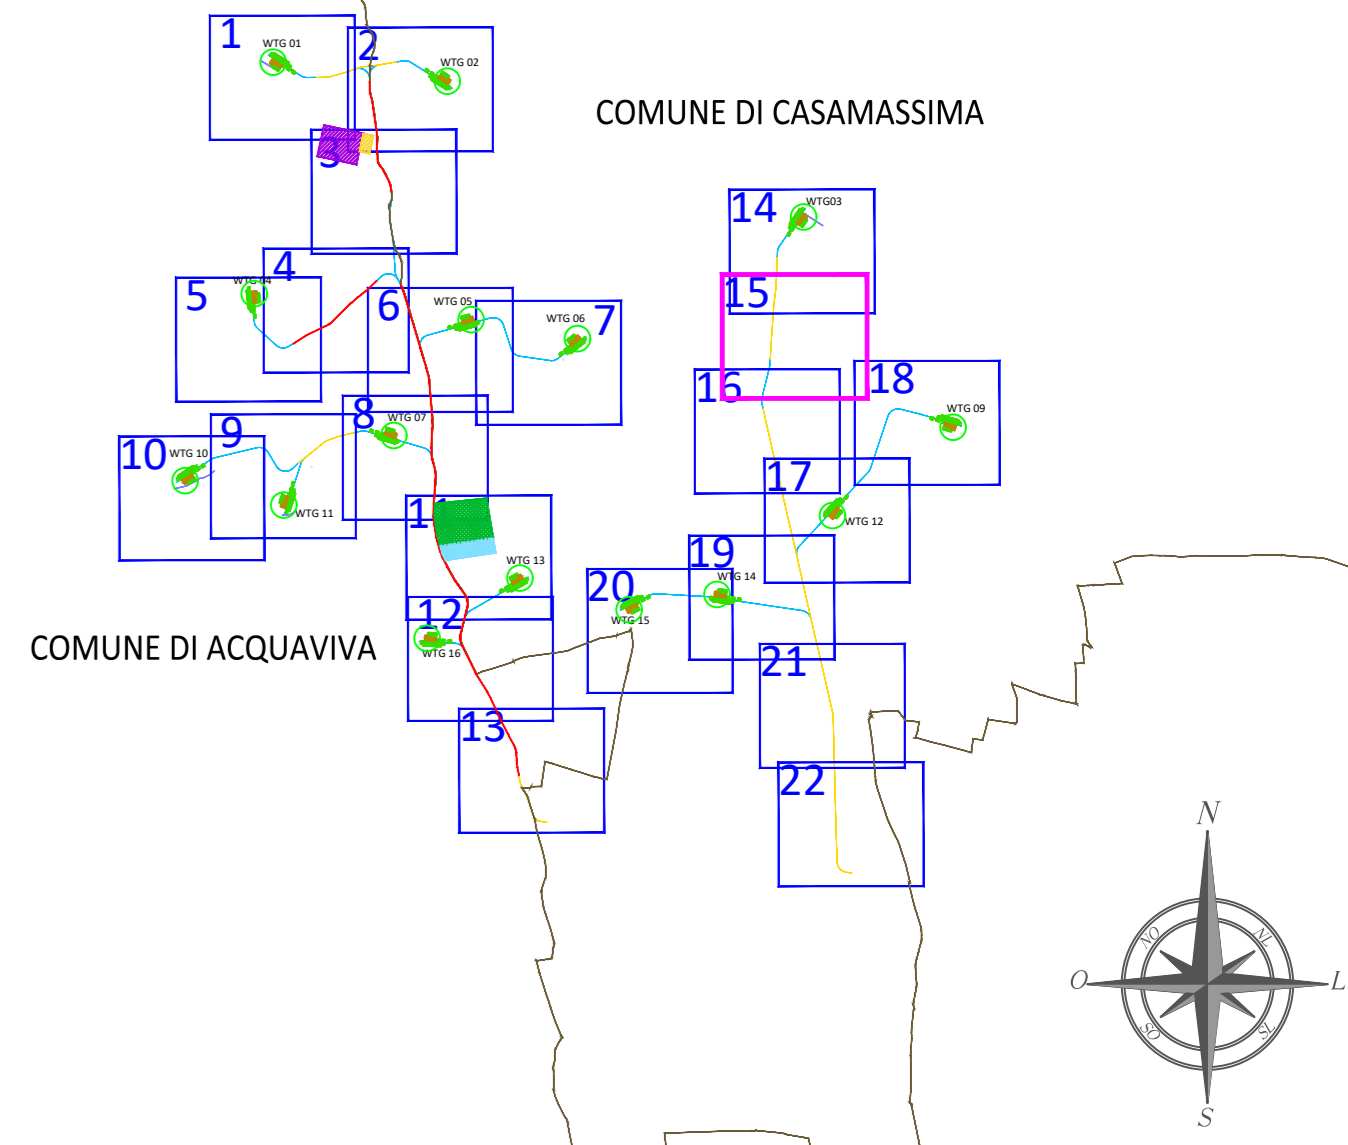 1
WTG 01
2
WTG 02
COMUNE DI CASAMASSIMA
3
14
WTG03
4
WTG 04
5
15
6
WTG 05
7
WTG 06
16
18
WTG 09
8
WTG 07
9
10
WTG 10
WTG 11
17
WTG 12
11
WTG 13
19
WTG 14
20
WTG 15
12
WTG 16
COMUNE DI ACQUAVIVA
21
13
22
N
NO
NL
O
L
SO
SL
S